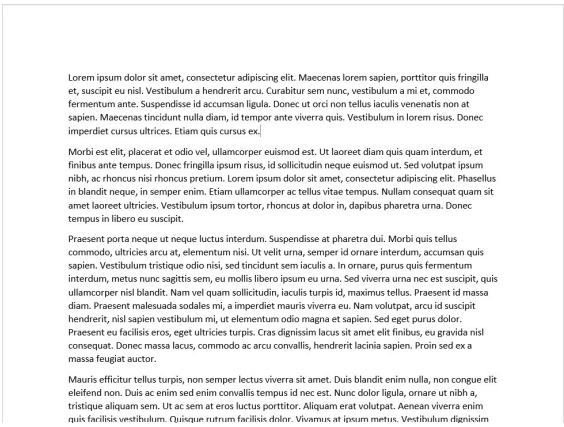 Lorem ipsum dolor sit amet, consectetur adipiscing elit. Maecenas lorem sapien, porttitor quis fringilla
et, suscipit eu nisl. Vestibulum a hendrerit arcu. Curabitur sem nunc, vestibulum a mi et, commodo
fermentum ante. Suspendisse id accumsan ligula. Donec ut orci non tellus iaculis venenatis non at
sapien. Maecenas tincidunt nulla diam, id tempor ante viverra quis. Vestibulum in lorem risus. Donec
imperdiet cursus ultrices. Etiam quis cursus ex.
Morbi est elit, placerat et odio vel, ullamcorper euismod est. Ut laoreet diam quis quam interdum, et
finibus ante tempus. Donec fringilla ipsum risus, id sollicitudin neque euismod ut. Sed volutpat ipsum
nibh, ac rhoncus nisi rhoncus pretium. Lorem ipsum dolor sit amet, consectetur adipiscing elit. Phasellus
in blandit neque, in semper enim. Etiam ullamcorper ac tellus vitae tempus. Nullam consequat quam sit
amet laoreet ultricies. Vestibulum ipsum tortor, rhoncus at dolor in, dapibus pharetra urna. Donec
tempus in libero eu suscipit.
Praesent porta neque ut neque luctus interdum. Suspendisse at pharetra dui. Morbi quis tellus
commodo, ultricies arcu at, elementum nisi. Ut velit urna, semper id ornare interdum, accumsan quis
sapien. Vestibulum tristique odio nisi, sed tincidunt sem iaculis a. In ornare, purus quis fermentum
interdum, metus nunc sagittis sem, eu mollis libero ipsum eu urna. Sed viverra urna nec est suscipit, quis
ullamcorper nisl blandit. Nam vel quam sollicitudin, iaculis turpis id, maximus tellus. Praesent id massa
diam. Praesent malesuada sodales mi, a imperdiet mauris viverra eu. Nam volutpat, arcu id suscipit
hendrerit, nisl sapien vestibulum mi, ut elementum odio magna et sapien. Sed eget purus dolor.
Praesent eu facilisis eros, eget ultricies turpis. Cras dignissim lacus sit amet elit finibus, eu gravida nisl
consequat. Donec massa lacus, commodo ac arcu convallis, hendrerit lacinia sapien. Proin sed ex a
massa feugiat auctor.
Mauris efficitur tellus turpis, non semper lectus viverra sit amet. Duis blandit enim nulla, non congue elit
eleifend non. Duis ac enim sed enim convallis tempus id nec est. Nunc dolor ligula, ornare ut nibh a,
tristique aliquam sem. Ut ac sem at eros luctus porttitor. Aliquam erat volutpat. Aenean viverra enim
quis facilisis vestibulum. Quisque rutrum facilisis dolor. Vivamus at ipsum metus. Vestibulum dignissim